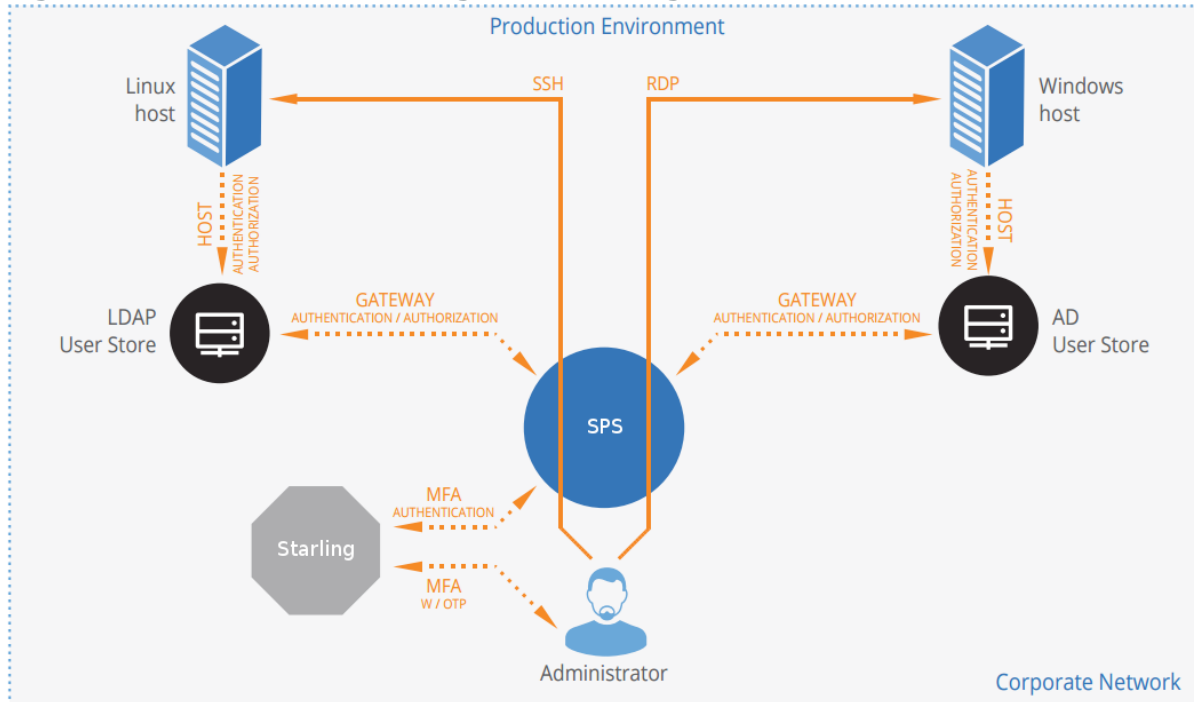 Production Environment
Linux
host
SSH
RDP
Windows
host
HOST
AUTHENTICATION
AUTHORIZATION
HOST
AUTHENTICATION
AUTHORIZATION
LDAP
User Store
GATEWAY
AUTHENTICATION / AUTHORIZATION
GATEWAY
AUTHENTICATION / AUTHORIZATION
AD
User Store
SPS
MFA
AUTHENTICATION
Starling
MFA
W / OTP
Administrator
Corporate Network